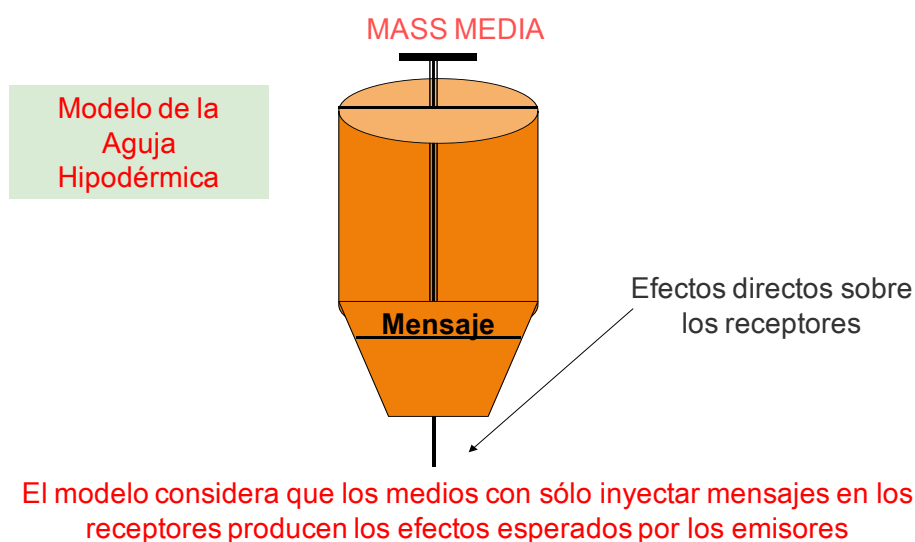 MASS MEDIA
Modelo de la
Aguja
Hipodérmica
Efectos directos sobre
los receptores
Mensaje
El modelo considera que los medios con sólo inyectar mensajes en los
receptores producen los efectos esperados por los emisores